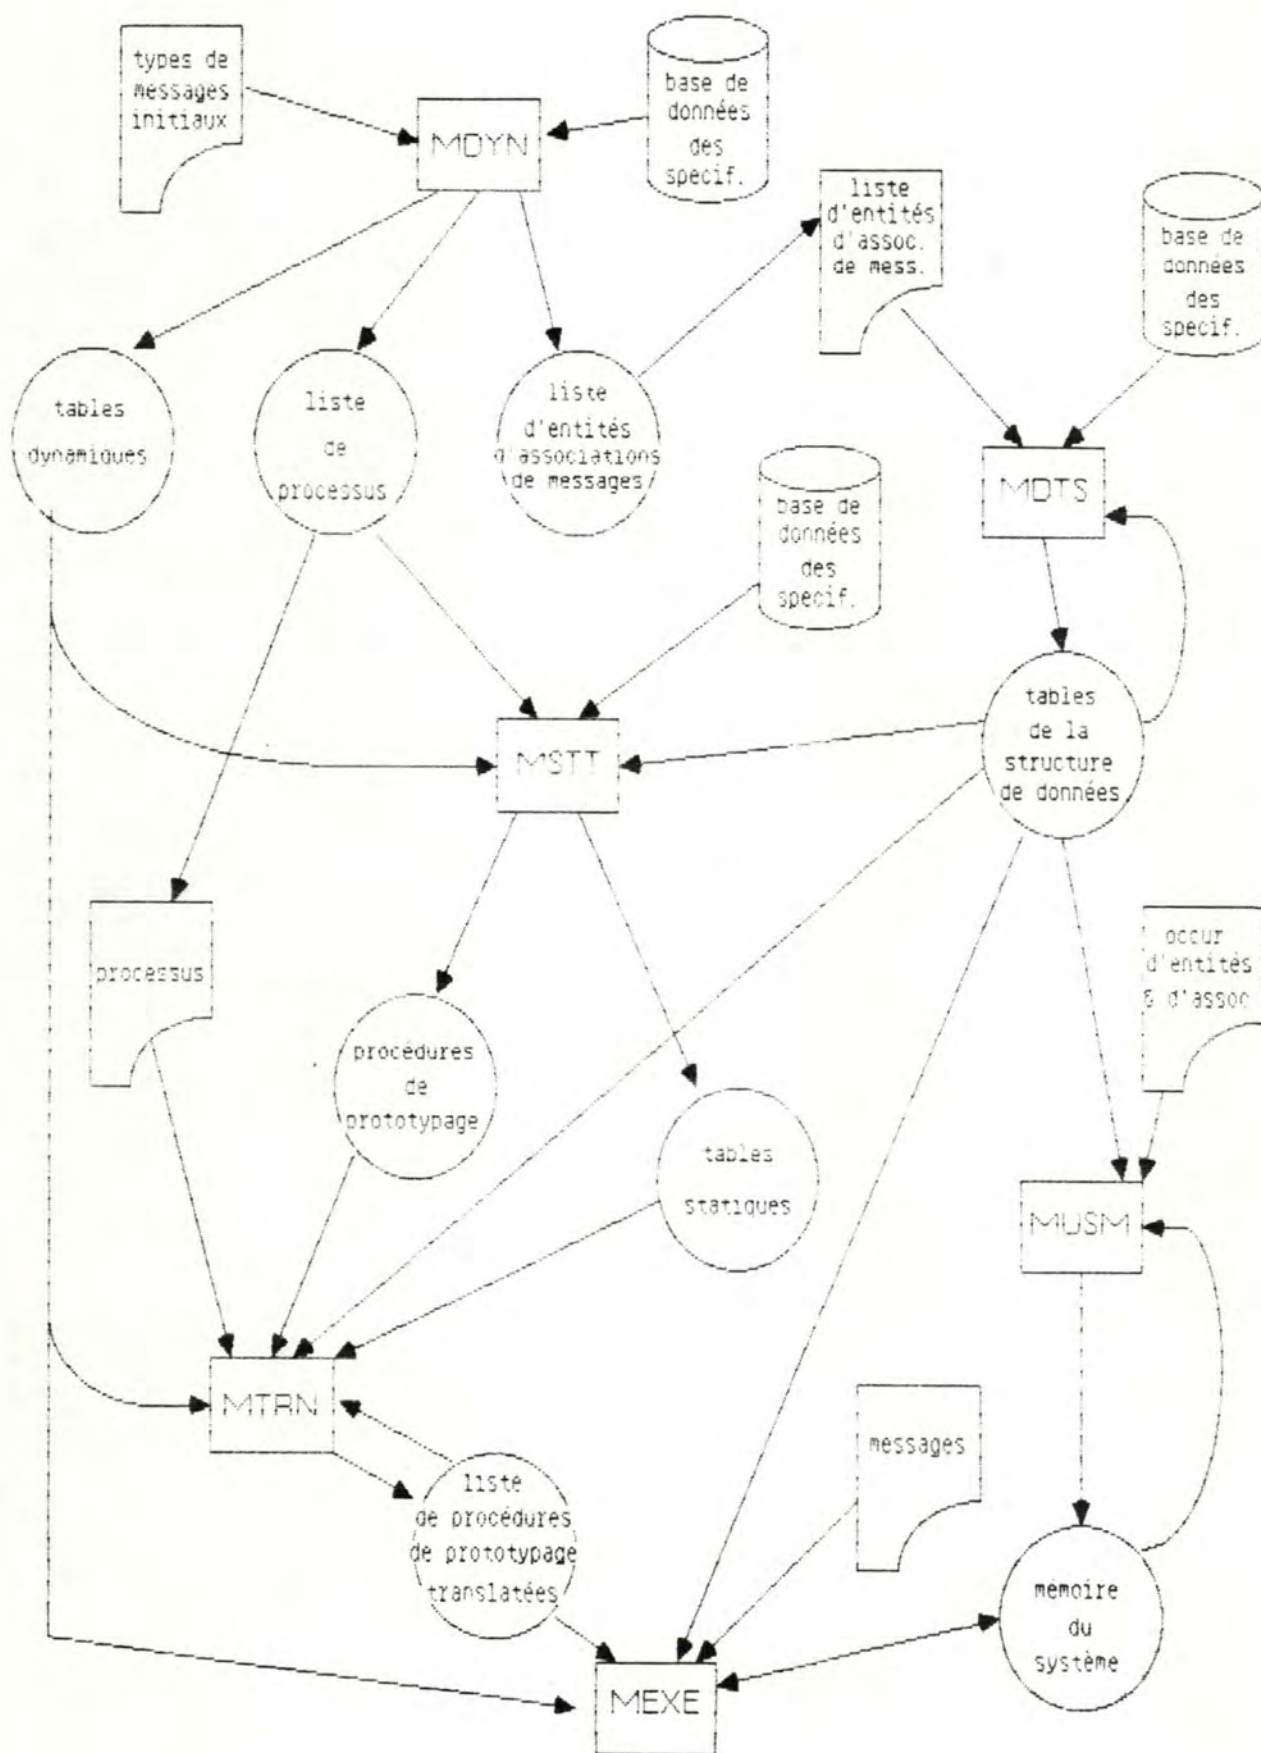 types de
messages
initiaux
MDYN
base de
données
des
specif.
liste
d'entités
d'assoc.
de mess.
base de
données
des
specif.
tables
dynamiques
liste
de
processus
liste
d'entités
d'associations
de messages
base de
données
des
specif.
MDTS
MSTT
tables
de la
structure
de données
processus
occur
d'entités
& d'assoc
procédures
de
prototypage
tables
statiques
MUSM
MTRN
messages
liste
de procédures
de prototypage
translatées
mémoire
du
système
MEXE